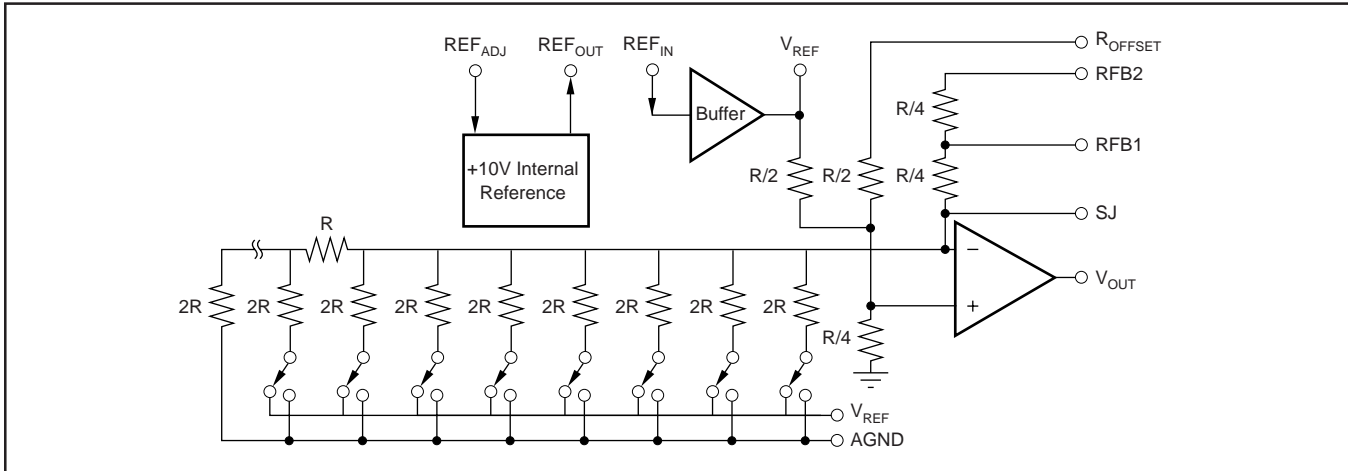 REF_ADJ REF_OUT REF_IN V_REF R_OFFSET
RFB2
R/4
Buffer
RFB1
+10V Internal
Reference
R/2 R/2 R/4
SJ
R
−
V_OUT
2R 2R 2R 2R 2R 2R 2R 2R 2R
+
R/4
V_REF
AGND